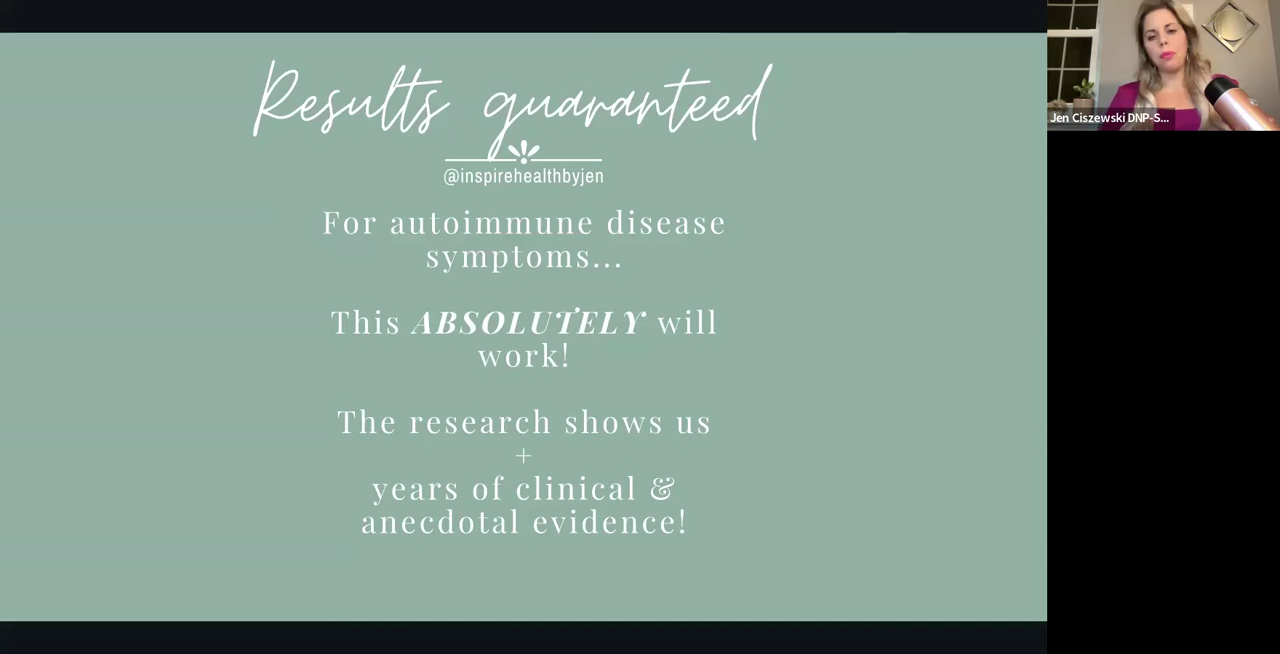 Results guaranteed
@inspirehealthbyjen
For autoimmune disease
symptoms...
This ABSOLUTELY will
work!
The research shows us
+
years of clinical &
anecdotal evidence!
Jen Ciszewski DNP-S...